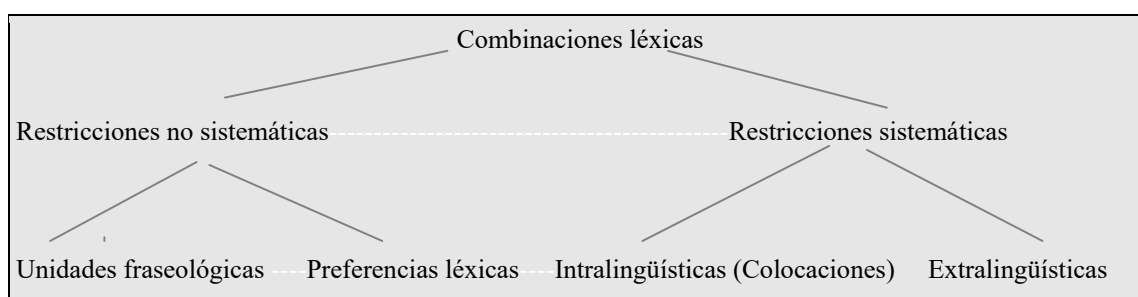 Combinaciones léxicas
Restricciones no sistemáticas Restricciones sistemáticas
Unidades fraseológicas Preferencias léxicas Intralingüísticas (Colocaciones) Extralingüísticas